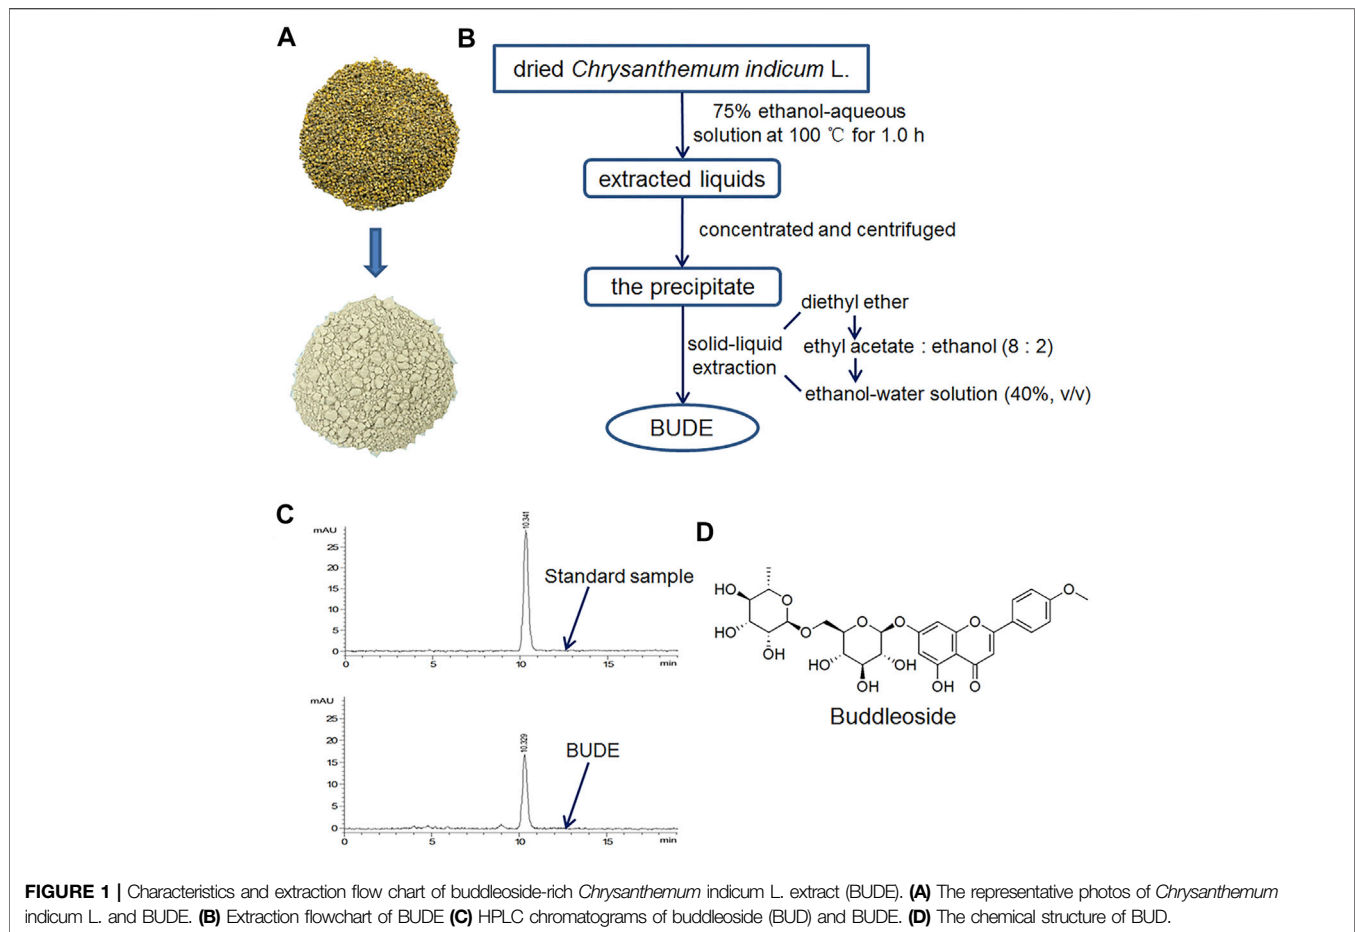 A
B
dried Chrysanthemum indicum L.
75% ethanol-aqueous
solution at 100 ℃ for 1.0 h
extracted liquids
concentrated and centrifuged
the precipitate
solid-liquid
extraction
diethyl ether
ethyl acetate : ethanol (8 : 2)
ethanol-water solution (40%, v/v)
BUDE
C
mAU
25
20
15
10
5
0
10.341
Standard sample
0
5
10
15
min
mAU
25
20
15
10
5
0
10.329
BUDE
0
5
10
15
min
D
HO
HO
OH
O
O
O
HO
OH
OH
O
O
OH
O
O
Buddleoside
FIGURE 1 | Characteristics and extraction flow chart of buddleoside-rich Chrysanthemum indicum L. extract (BUDE). (A) The representative photos of Chrysanthemum
indicum L. and BUDE. (B) Extraction flowchart of BUDE (C) HPLC chromatograms of buddleoside (BUD) and BUDE. (D) The chemical structure of BUD.